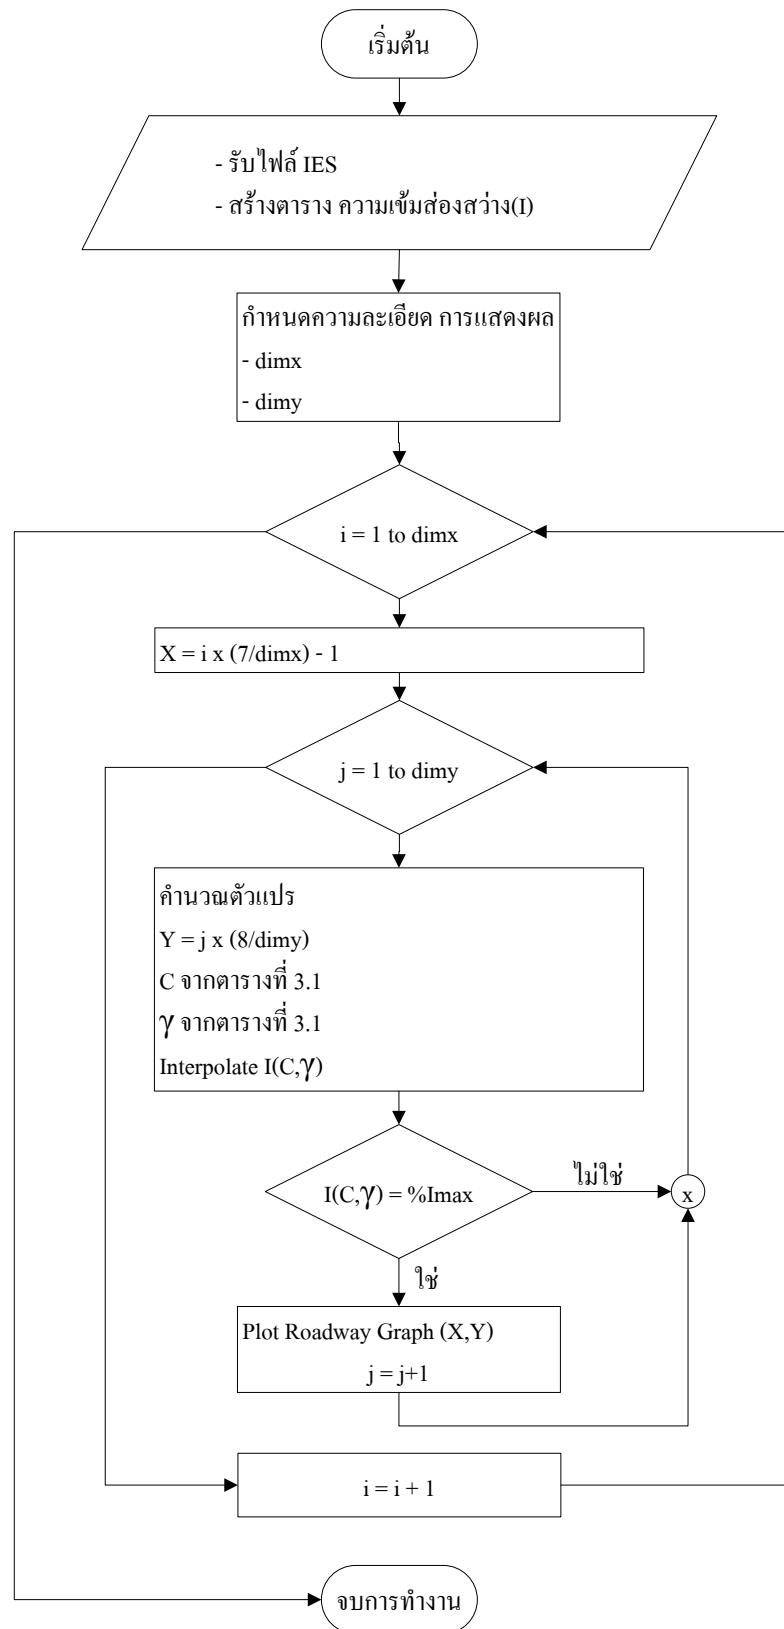 เริ่มต้น
- รับไฟล์ IES
- สร้างตาราง ความเข้มส่องสว่าง(I)
กำหนดความละเอียด การแสดงผล
- dimx
- dimy
i = 1 to dimx
X = i x (7/dimx) - 1
j = 1 to dimy
คำนวณตัวแปร
Y = j x (8/dimy)
C จากตารางที่ 3.1
γ จากตารางที่ 3.1
Interpolate I(C,γ)
I(C,γ) = %Imax
ไม่ใช่
x
ใช่
Plot Roadway Graph (X,Y)
j = j+1
i = i + 1
จบการทำงาน